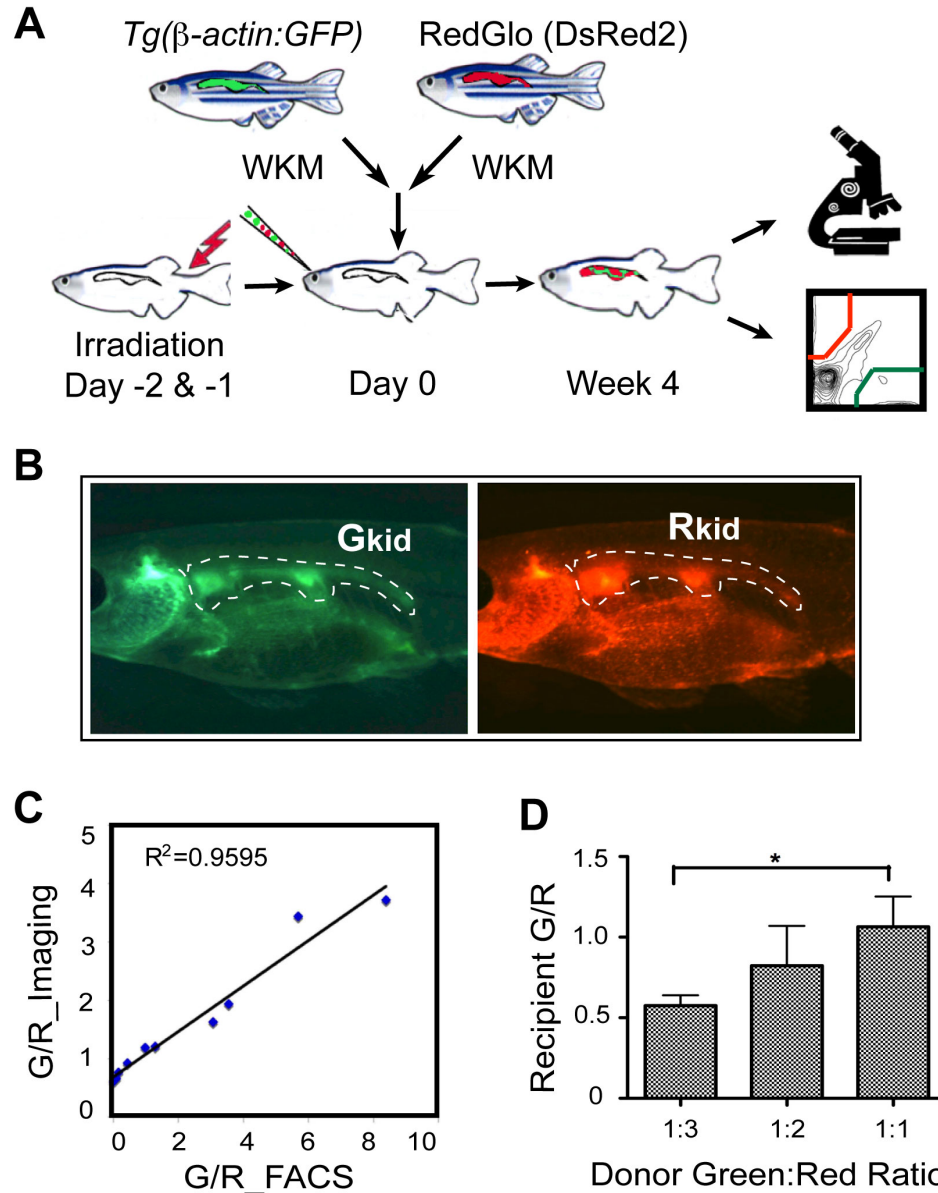 A
Tg(β-actin:GFP)
RedGlo (DsRed2)
WKM
WKM
Irradiation
Day -2 & -1
Day 0
Week 4
B
Gkid
Rkid
C
R²=0.9595
G/R_Imaging
5
4
3
2
1
0
0 2 4 6 8 10
G/R_FACS
D
*
Recipient G/R
1.5
1.0
0.5
0
1:3 1:2 1:1
Donor Green:Red Ratio